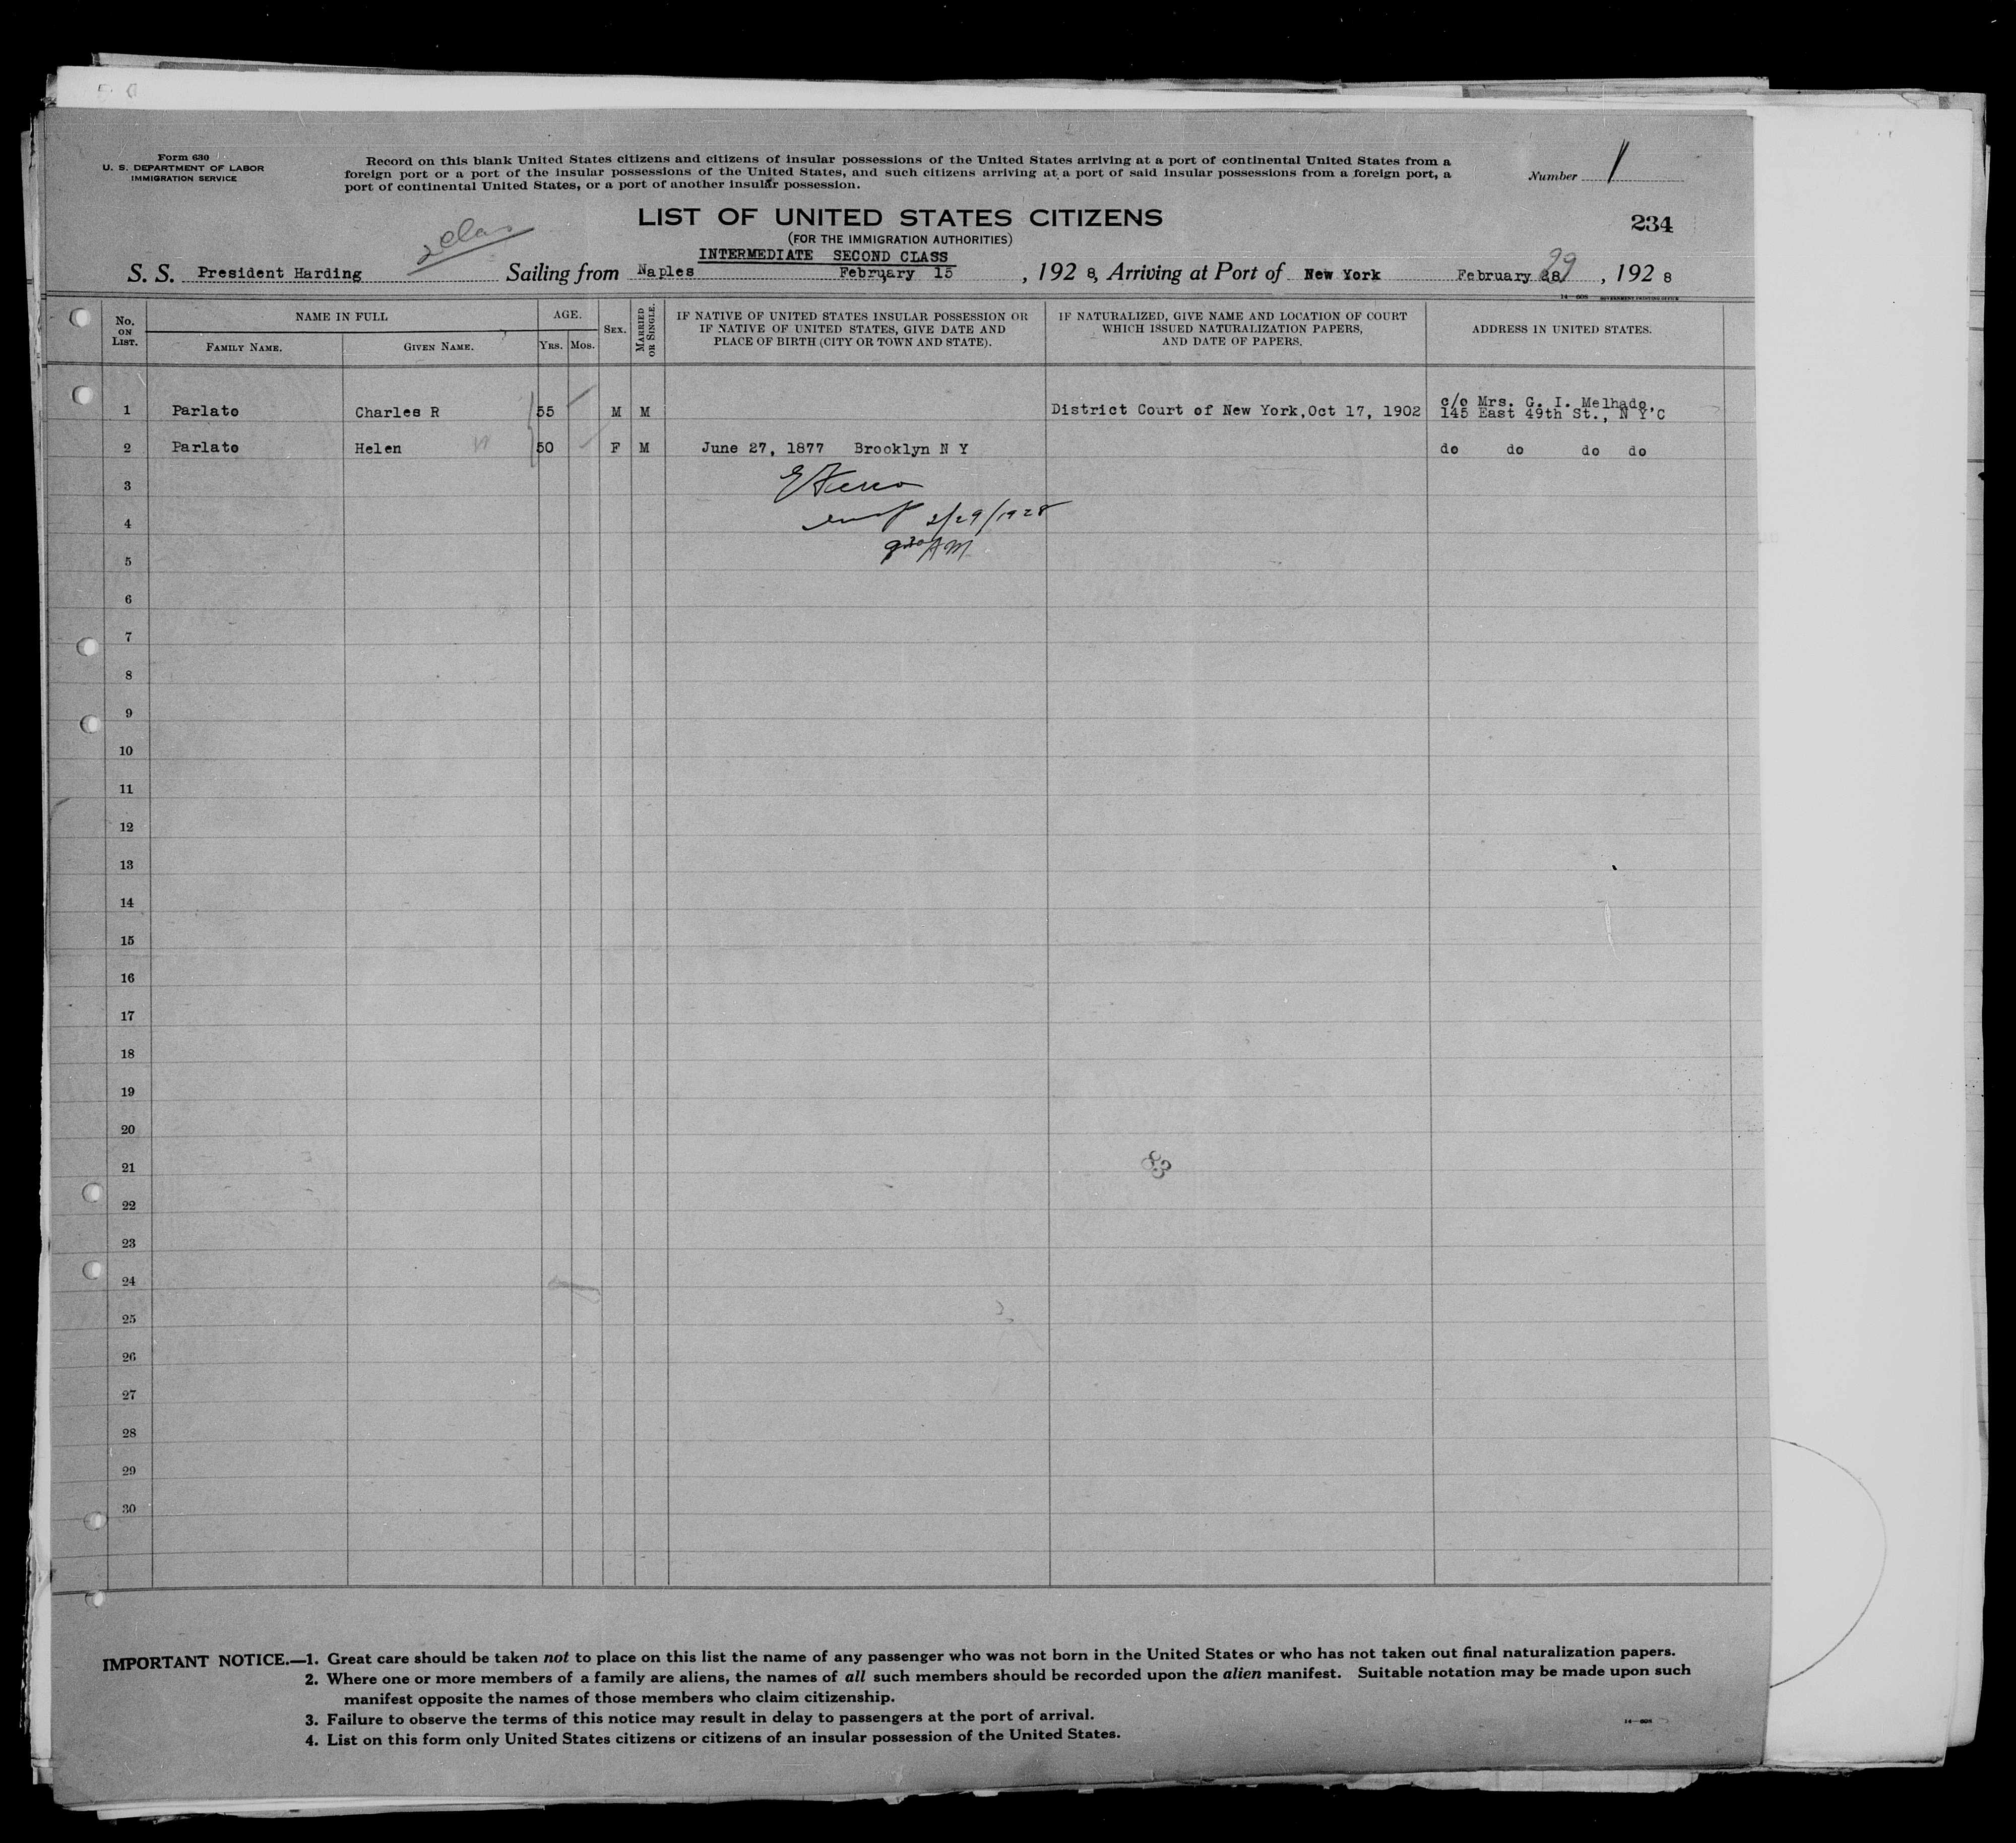 Form 630
U. S. DEPARTMENT OF LABOR
IMMIGRATION SERVICE
Record on this blank United States citizens and citizens of insular possessions of the United States arriving at a port of continental United States from a
foreign port or a port of the insular possessions of the United States, and such citizens arriving at a port of said insular possessions from a foreign port, a
port of continental United States, or a port of another insular possession.
Number 1
LIST OF UNITED STATES CITIZENS
234
(FOR THE IMMIGRATION AUTHORITIES)
INTERMEDIATE SECOND CLASS
S. S. President Harding Sailing from Naples February 15, 1928, Arriving at Port of New York February 29, 1928
14—608 GOVERNMENT PRINTING OFFICE
No. ON LIST.
NAME IN FULL
FAMILY NAME.
GIVEN NAME.
AGE.
YRS. MOS.
SEX.
MARRIED OR SINGLE.
IF NATIVE OF UNITED STATES INSULAR POSSESSION OR
IF NATIVE OF UNITED STATES, GIVE DATE AND
PLACE OF BIRTH (CITY OR TOWN AND STATE).
IF NATURALIZED, GIVE NAME AND LOCATION OF COURT
WHICH ISSUED NATURALIZATION PAPERS,
AND DATE OF PAPERS.
ADDRESS IN UNITED STATES.
1 Parlato Charles R 55 M M District Court of New York, Oct 17, 1902 c/o Mrs. G. I. Melhado,
145 East 49th St., N Y'C
2 Parlato Helen 50 F M June 27, 1877 Brooklyn N Y do do do do
3
4 2/29/1928
9 30 AM
5
6
7
8
9
10
11
12
13
14
15
16
17
18
19
20
21
22
23
24
25
26
27
28
29
30
IMPORTANT NOTICE.—1. Great care should be taken not to place on this list the name of any passenger who was not born in the United States or who has not taken out final naturalization papers.
2. Where one or more members of a family are aliens, the names of all such members should be recorded upon the alien manifest. Suitable notation may be made upon such
manifest opposite the names of those members who claim citizenship.
3. Failure to observe the terms of this notice may result in delay to passengers at the port of arrival.
4. List on this form only United States citizens or citizens of an insular possession of the United States.
14—608